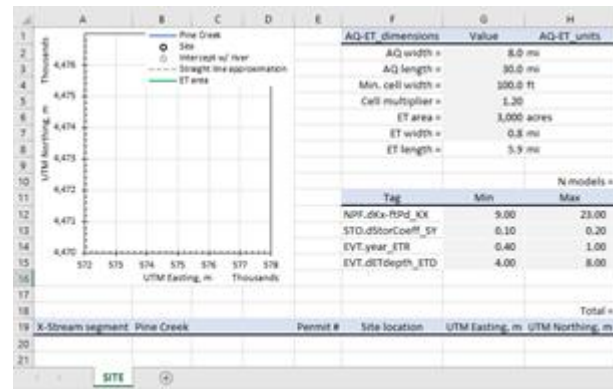 A B C D E F G H
1 AQ-ET_dimensions Value AQ-ET_units
2 AQ width = 8.0 mi
3 AQ length = 30.0 mi
4 Min. cell width = 100.0 ft
5 Cell multiplier = 1.20
6 ET area = 3,000 acres
7 ET width = 0.8 mi
8 ET length = 5.9 mi
9
10 N models =
11 Tag Min Max
12 NPF.dKx-ftPd_KX 9.00 23.00
13 STO.dStorCoeff_SY 0.10 0.20
14 EVT.year_ETR 0.40 1.00
15 EVT.dETdepth_ETD 4.00 8.00
16
17
18 Total =
19 X-Stream segment Pine Creek Permit # Site location UTM Easting, m UTM Northing, m
20
21
Pine Creek
Site
Intercept w/ river
Straight line approximation
ET area
Thousands
UTM Northing, m
4,476
4,475
4,474
4,473
4,472
4,471
4,470
572 573 574 575 576 577 578
UTM Easting, m Thousands
SITE